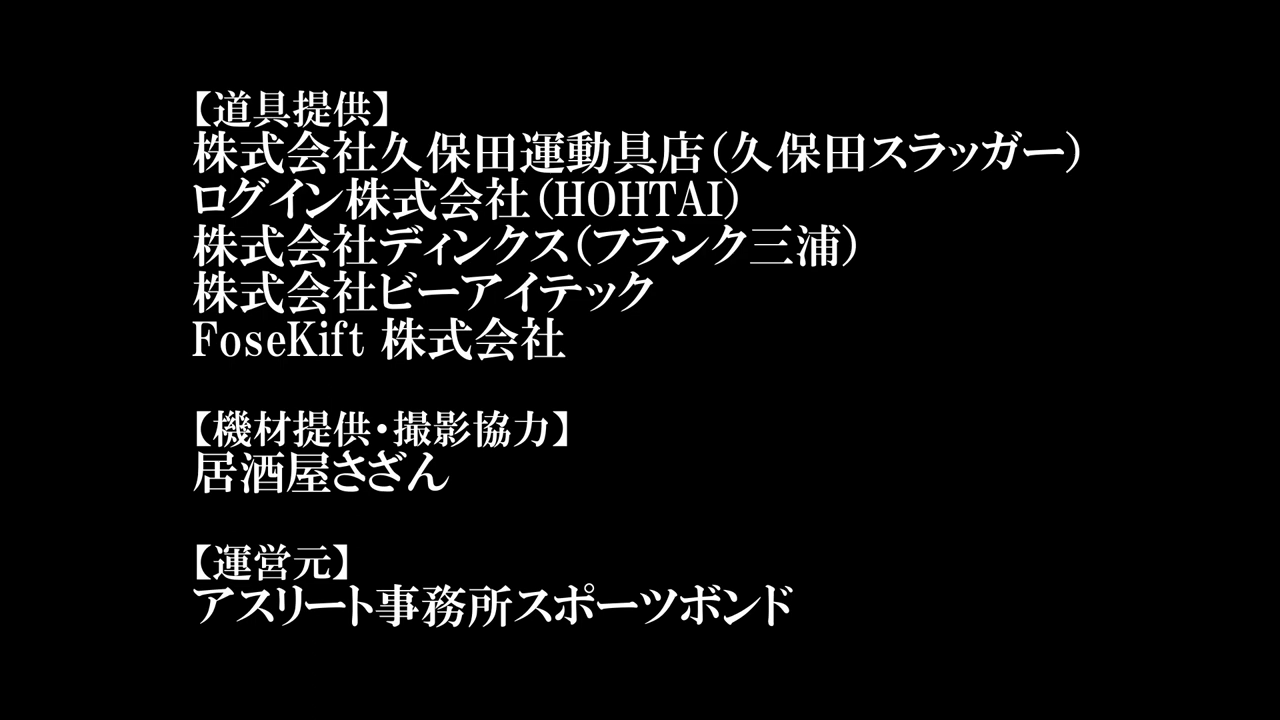 【道具提供】
株式会社久保田運動具店（久保田スラッガー）
ログイン株式会社（HOHTAI）
株式会社ディンクス（フランク三浦）
株式会社ビーアイテック
FoseKift 株式会社
【機材提供・撮影協力】
居酒屋さざん
【運営元】
アスリート事務所スポーツボンド